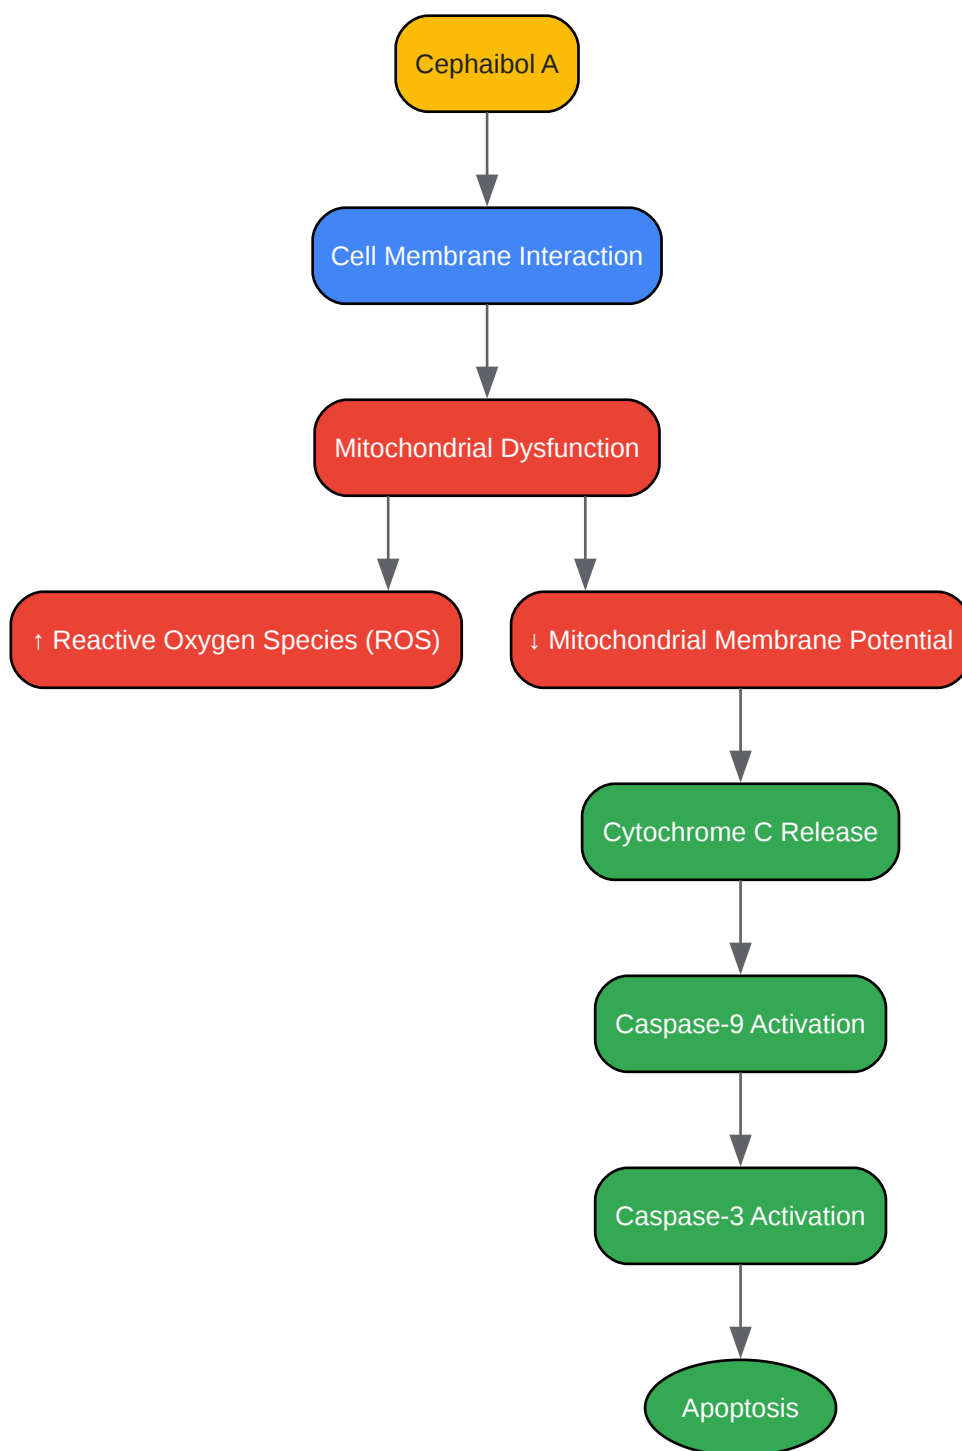 Cephaibol A
Cell Membrane Interaction
Mitochondrial Dysfunction
↑ Reactive Oxygen Species (ROS)
↓ Mitochondrial Membrane Potential
Cytochrome C Release
Caspase-9 Activation
Caspase-3 Activation
Apoptosis